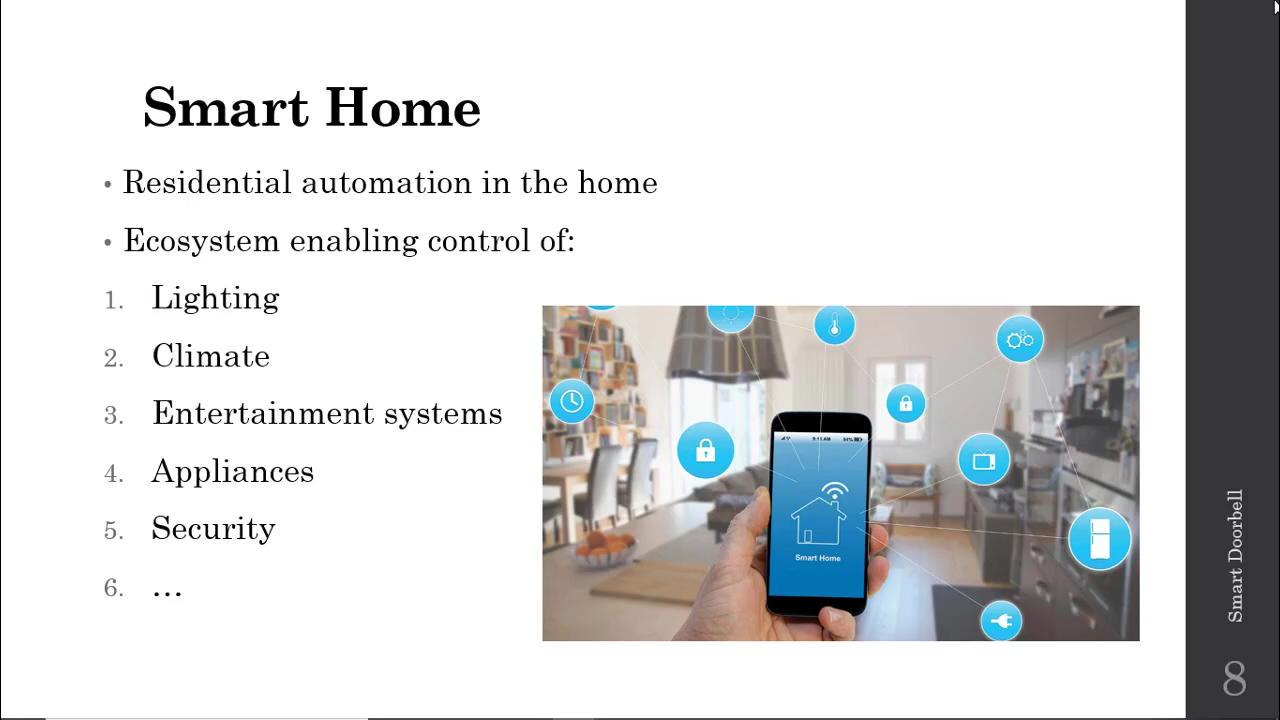 Smart Home
• Residential automation in the home
• Ecosystem enabling control of:
1. Lighting
2. Climate
3. Entertainment systems
4. Appliances
5. Security
6. ...
Smart Home
Smart Doorbell
8